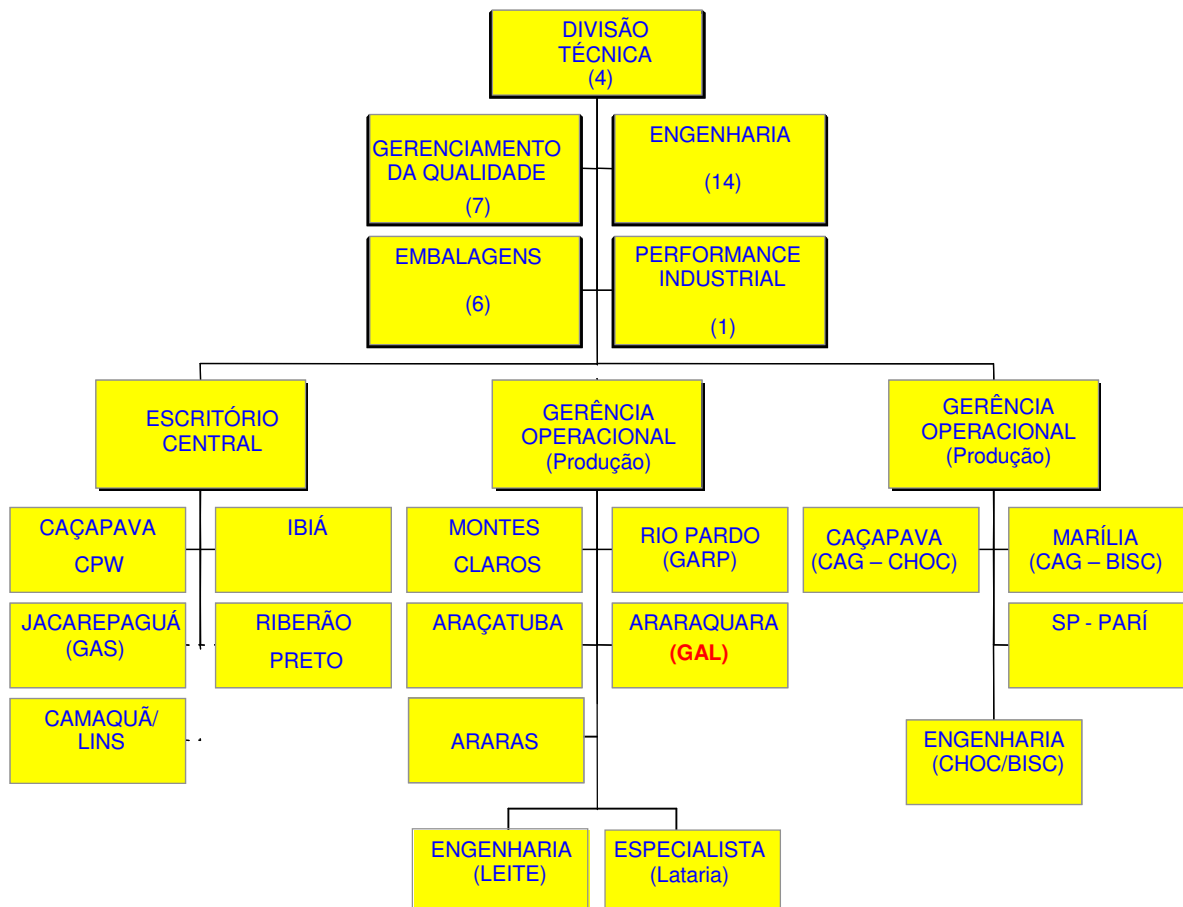 DIVISÃO
TÉCNICA
(4)
GERENCIAMENTO
DA QUALIDADE
(7)
ENGENHARIA
(14)
EMBALAGENS
(6)
PERFORMANCE
INDUSTRIAL
(1)
ESCRITÓRIO
CENTRAL
GERÊNCIA
OPERACIONAL
(Produção)
GERÊNCIA
OPERACIONAL
(Produção)
CAÇAPAVA
CPW
IBIÁ
MONTES
CLAROS
RIO PARDO
(GARP)
CAÇAPAVA
(CAG – CHOC)
MARÍLIA
(CAG – BISC)
JACAREPAGUÁ
(GAS)
RIBERÃO
PRETO
ARAÇATUBA
ARARAQUARA
(GAL)
SP - PARÍ
CAMAQUÃ/
LINS
ARARAS
ENGENHARIA
(CHOC/BISC)
ENGENHARIA
(LEITE)
ESPECIALISTA
(Lataria)